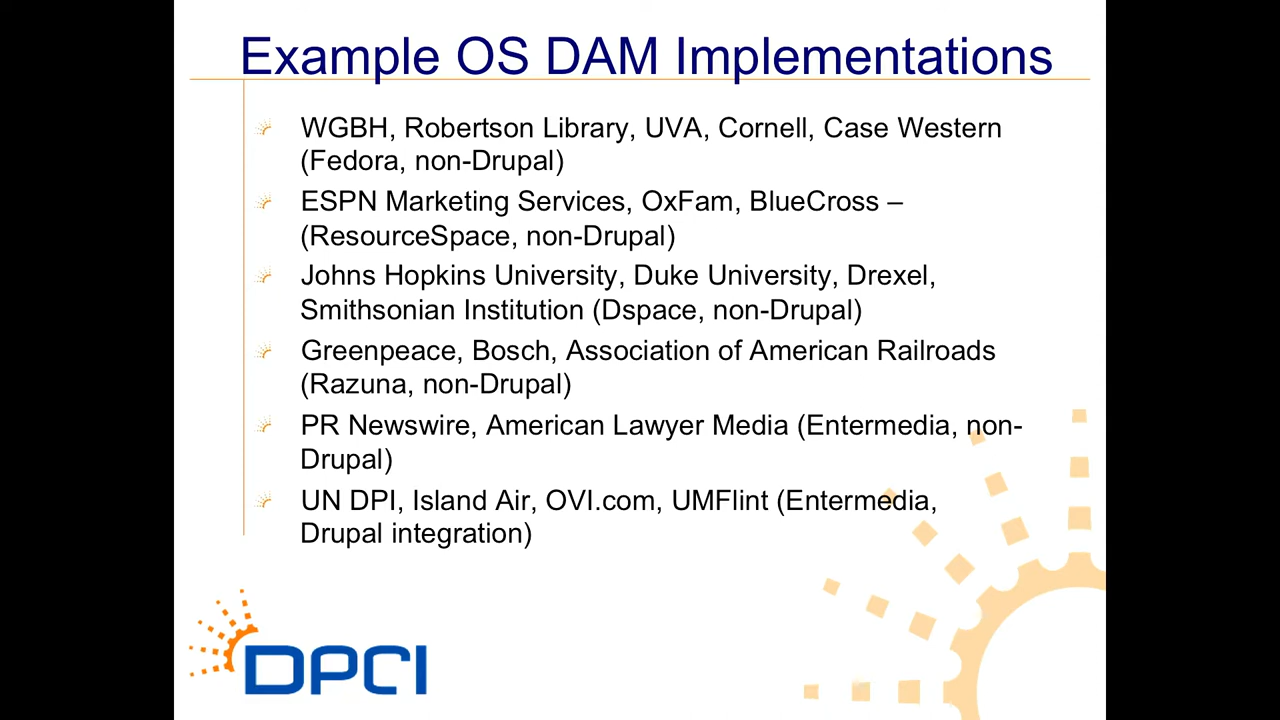 Example OS DAM Implementations
WGBH, Robertson Library, UVA, Cornell, Case Western
(Fedora, non-Drupal)
ESPN Marketing Services, OxFam, BlueCross –
(ResourceSpace, non-Drupal)
Johns Hopkins University, Duke University, Drexel,
Smithsonian Institution (Dspace, non-Drupal)
Greenpeace, Bosch, Association of American Railroads
(Razuna, non-Drupal)
PR Newswire, American Lawyer Media (Entermedia, non-
Drupal)
UN DPI, Island Air, OVI.com, UMFlint (Entermedia,
Drupal integration)
DPCI